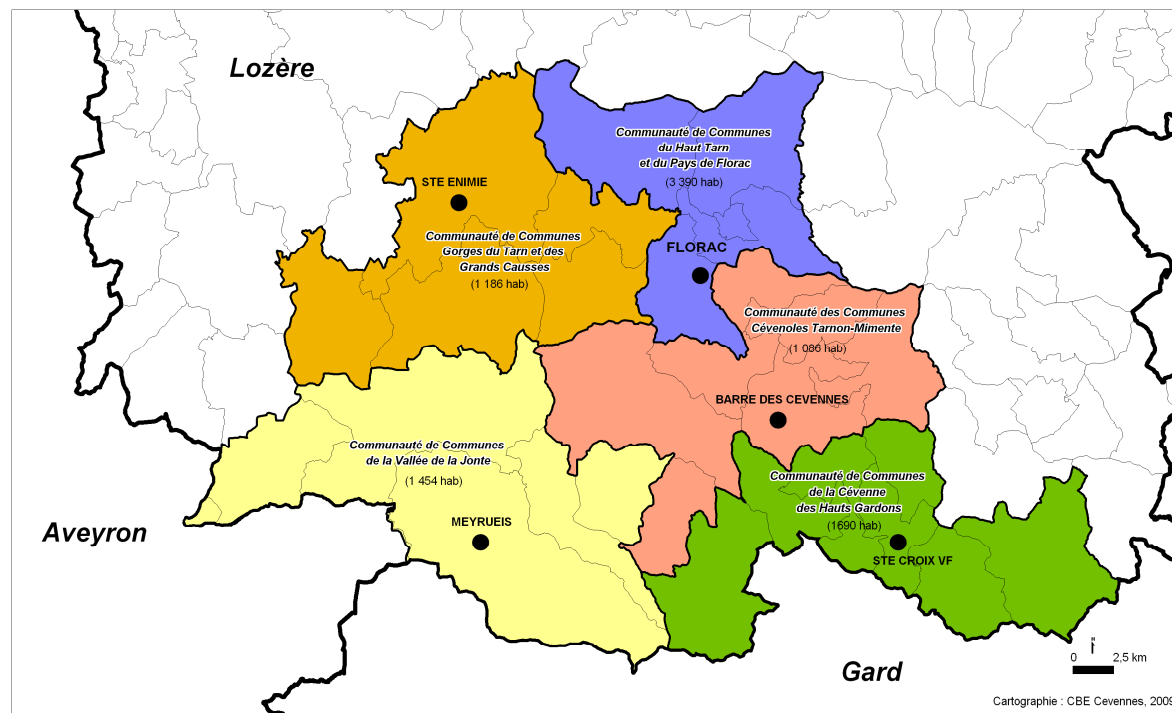 Lozère
Communauté de Communes
du Haut Tarn
et du Pays de Florac
(3 390 hab)
STE ENIMIE
Communauté de Communes
Gorges du Tarn et des
Grands Causses
(1 186 hab)
FLORAC
Communauté des Communes
Cévenoles Tarnon-Mimente
(1 086 hab)
BARRE DES CEVENNES
Communauté de Communes
de la Vallée de la Jonte
(1 454 hab)
MEYRUEIS
Communauté de Communes
de la Cévenne
des Hauts Gardons
(1690 hab)
STE CROIX VF
Aveyron
Gard
N
0 2,5 km
Cartographie : CBE Cevennes, 2009